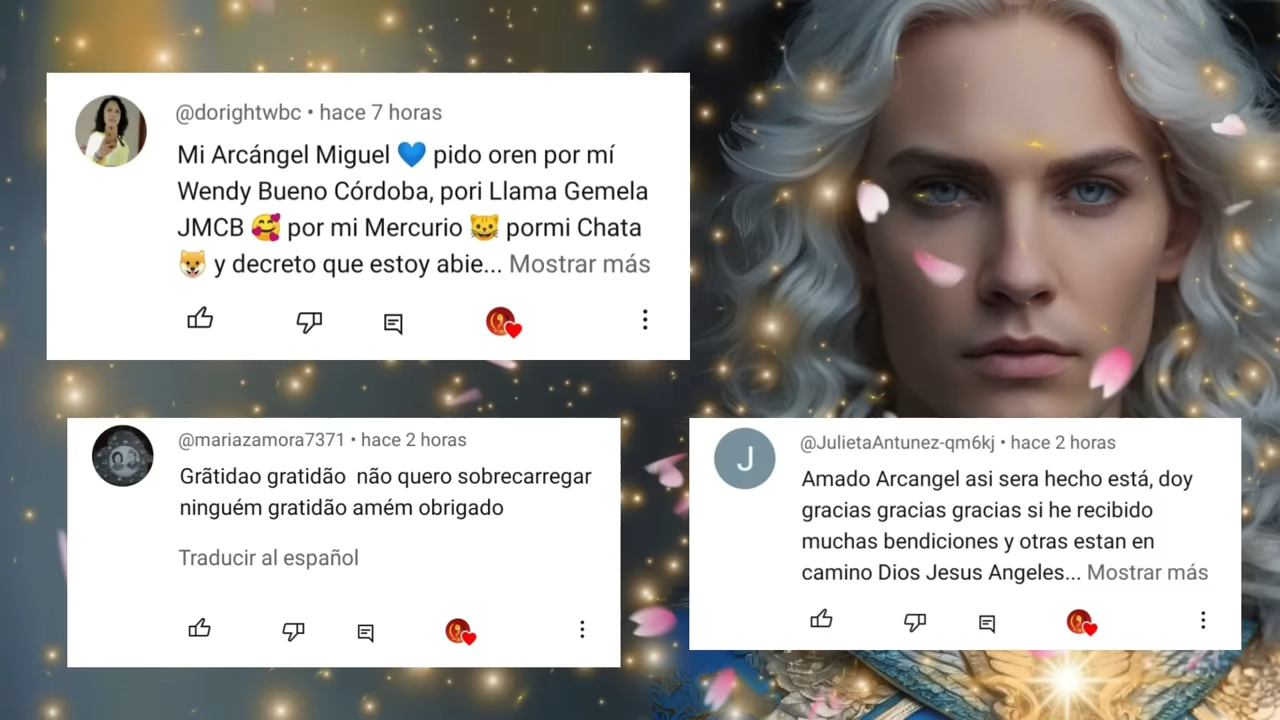 @dorightwbc • hace 7 horas
Mi Arcángel Miguel 💙 pido oren por mí
Wendy Bueno Córdoba, pori Llama Gemela
JMCB 🥰 por mi Mercurio 😺 pormi Chata
🐶 y decreto que estoy abie... Mostrar más
@mariazamora7371 • hace 2 horas
Grãtidao gratidão  não quero sobrecarregar
ninguém gratidão amém obrigado
Traducir al español
J
@JulietaAntunez-qm6kj • hace 2 horas
Amado Arcangel asi sera hecho está, doy
gracias gracias gracias si he recibido
muchas bendiciones y otras estan en
camino Dios Jesus Angeles... Mostrar más